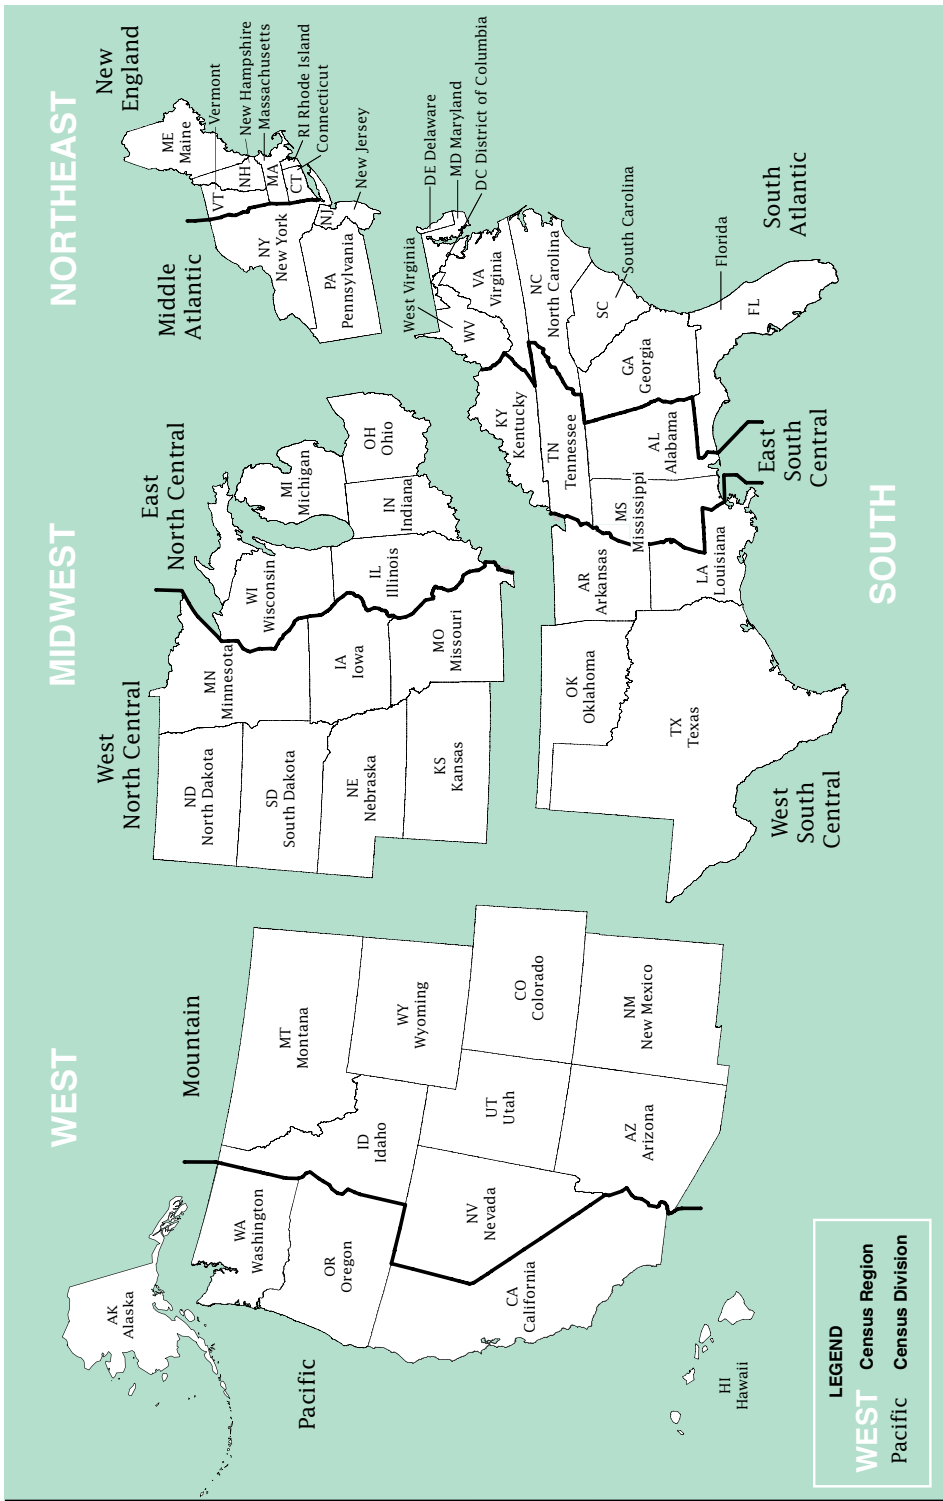 WEST
MIDWEST
NORTHEAST
Pacific
Mountain
West
North Central
East
North Central
Middle
Atlantic
New
England
AK
Alaska
WA
Washington
OR
Oregon
CA
California
HI
Hawaii
NV
Nevada
ID
Idaho
MT
Montana
WY
Wyoming
UT
Utah
CO
Colorado
AZ
Arizona
NM
New Mexico
ND
North Dakota
SD
South Dakota
NE
Nebraska
KS
Kansas
MN
Minnesota
IA
Iowa
MO
Missouri
WI
Wisconsin
IL
Illinois
MI
Michigan
IN
Indiana
OH
Ohio
NY
New York
PA
Pennsylvania
NJ
New Jersey
ME
Maine
VT
Vermont
NH
New Hampshire
MA
Massachusetts
RI Rhode Island
CT
Connecticut
DE Delaware
MD Maryland
DC District of Columbia
West Virginia
WV
VA
Virginia
NC
North Carolina
SC
South Carolina
GA
Georgia
FL
Florida
KY
Kentucky
TN
Tennessee
MS
Mississippi
AL
Alabama
OK
Oklahoma
TX
Texas
AR
Arkansas
LA
Louisiana
West
South
Central
East
South
Central
South
Atlantic
SOUTH
LEGEND
WEST Census Region
Pacific Census Division